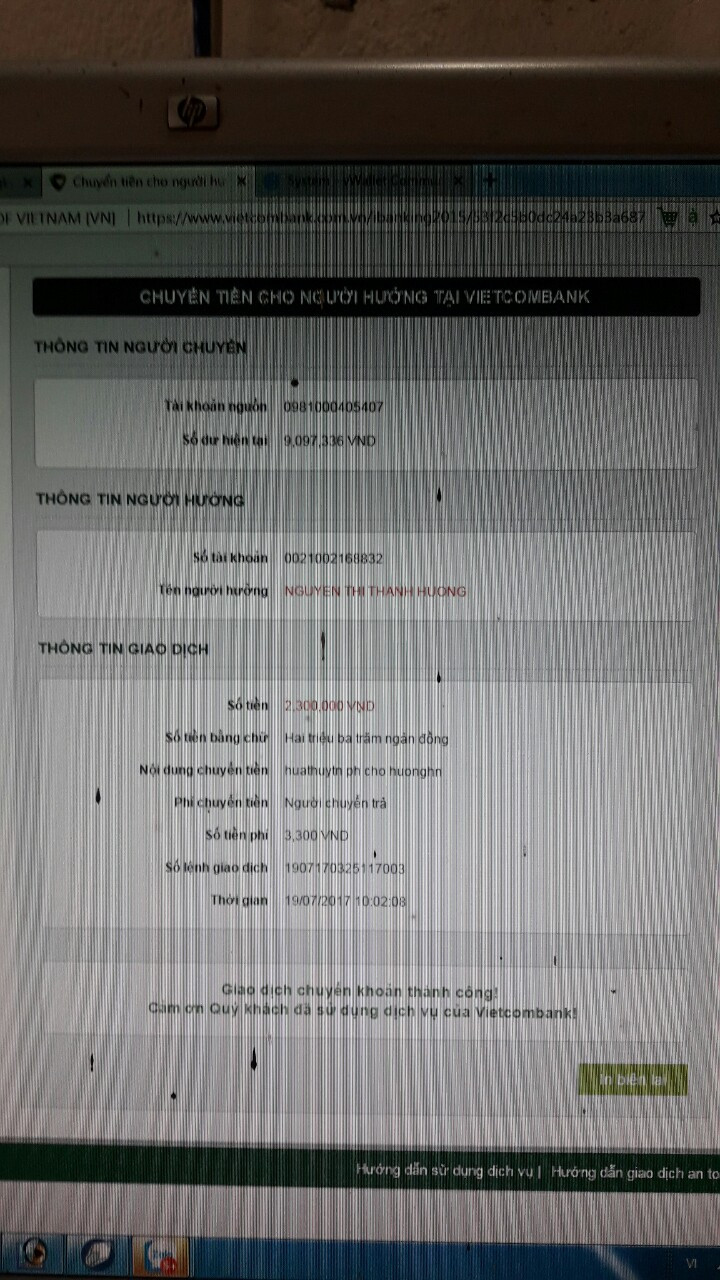 hp
Chuyển tiền cho người hư
System
OF VIETNAM [VN] | https://www.vietcombank.com.vn/ibanking2015/53f2c5b0dc24a23b3a687
CHUYỂN TIỀN CHO NGƯỜI HƯỞNG TẠI VIETCOMBANK
THÔNG TIN NGƯỜI CHUYỂN
Tài khoản nguồn 0981000405407
Số dư hiện tại 9,097,336 VND
THÔNG TIN NGƯỜI HƯỞNG
Số tài khoản 0021002168832
Tên người hưởng NGUYEN THI THANH HUONG
THÔNG TIN GIAO DỊCH
Số tiền 2,300,000 VND
Số tiền bằng chữ Hai triệu ba trăm ngàn đồng
Nội dung chuyển tiền huathuytn ph cho huonghn
Phí chuyển tiền Người chuyển trả
Số tiền phí 3,300 VND
Số lệnh giao dịch 1907170325117003
Thời gian 19/07/2017 10:02:08
Giao dịch chuyển khoản thành công!
Cám ơn Quý khách đã sử dụng dịch vụ của Vietcombank!
In biên lai
Hướng dẫn sử dụng dịch vụ | Hướng dẫn giao dịch an to
VI